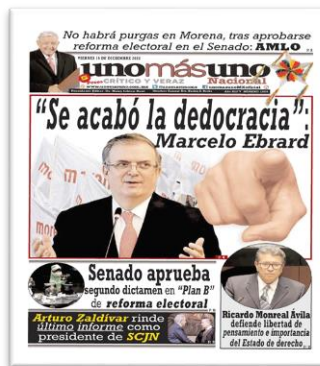 No habrá purgas en Morena, tras aprobarse
reforma electoral en el Senado: AMLO
unomásuno
CRÍTICO Y VERAZ
Nacional
“Se acabó la dedocracia”:
Marcelo Ebrard
Senado aprueba
segundo dictamen en “Plan B”
de reforma electoral
Arturo Zaldívar rinde
último informe como
presidente de SCJN
Ricardo Monreal Ávila
defiende libertad de
pensamiento e importancia
del Estado de derecho